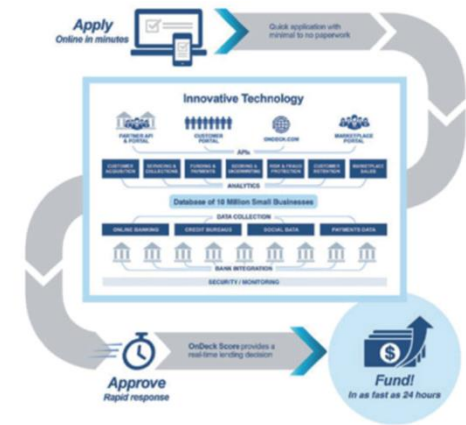 Apply
Online in minutes
Quick application with
minimal to no paperwork
Innovative Technology
PARTNER API
& PORTAL
CUSTOMER
PORTAL
ONDECK.COM
MARKETPLACE
PORTAL
APIs
CUSTOMER
ACQUISITION
SERVICING &
COLLECTIONS
FUNDING &
PAYMENTS
SCORING &
UNDERWRITING
RISK & FRAUD
PROTECTION
CUSTOMER
RETENTION
MARKETPLACE
SALES
ANALYTICS
Database of 10 Million Small Businesses
DATA COLLECTION
ONLINE BANKING
CREDIT BUREAUS
SOCIAL DATA
PAYMENTS DATA
BANK INTEGRATION
SECURITY / MONITORING
OnDeck Score provides a
real-time lending decision
Approve
Rapid response
$
Fund!
In as fast as 24 hours